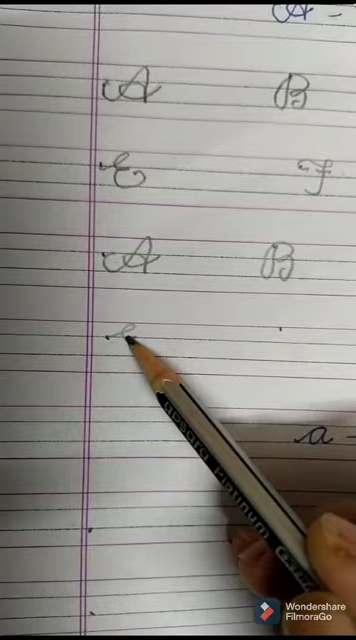 A -
A B
E F
A B
a -
apsara PLATINUM
Wondershare
FilmoraGo